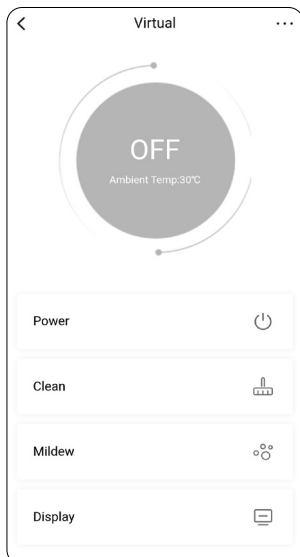 Virtual
OFF
Ambient Temp:30℃
Power
Clean
Mildew
Display